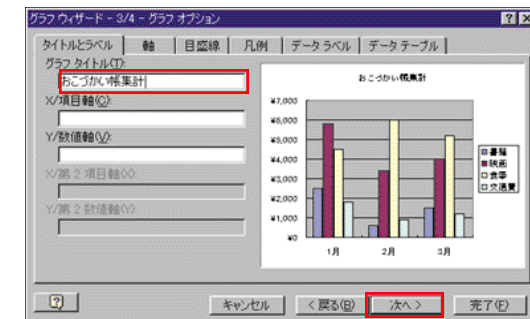 グラフ ウィザード - 3/4 - グラフ オプション
タイトルとラベル 軸 目盛線 凡例 データ ラベル データ テーブル
グラフ タイトル(T):
おこづかい帳集計
X/項目軸(C):
Y/数値軸(V):
X/第 2 項目軸(X):
Y/第 2 数値軸(Y):
おこづかい帳集計
¥7,000
¥6,000
¥5,000
¥4,000
¥3,000
¥2,000
¥1,000
¥0
1月 2月 3月
書籍
映画
食事
交通費
キャンセル < 戻る(B) 次へ > 完了(F)